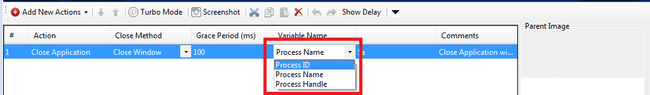 Add New Actions Turbo Mode Screenshot Show Delay
# Action Close Method Grace Period (ms) Variable Name Comments
Parent Image
1 Close Application Close Window 100 Process Name Close Application wi...
Process ID
Process Name
Process Handle